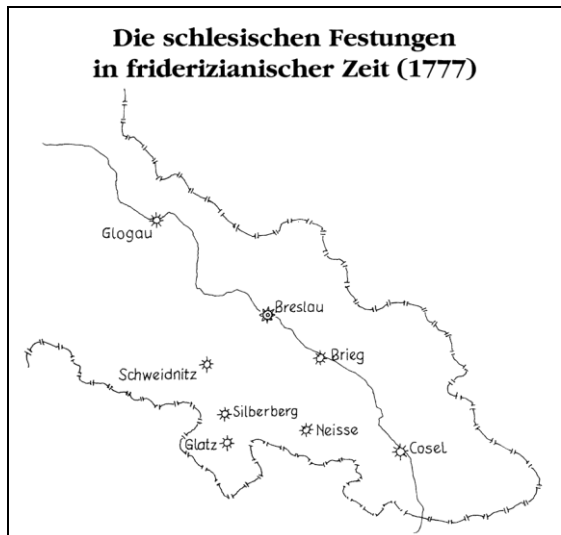 Die schlesischen Festungen
in friderizianischer Zeit (1777)
Glogau
Breslau
Brieg
Schweidnitz
Silberberg
Neisse
Glatz
Cosel